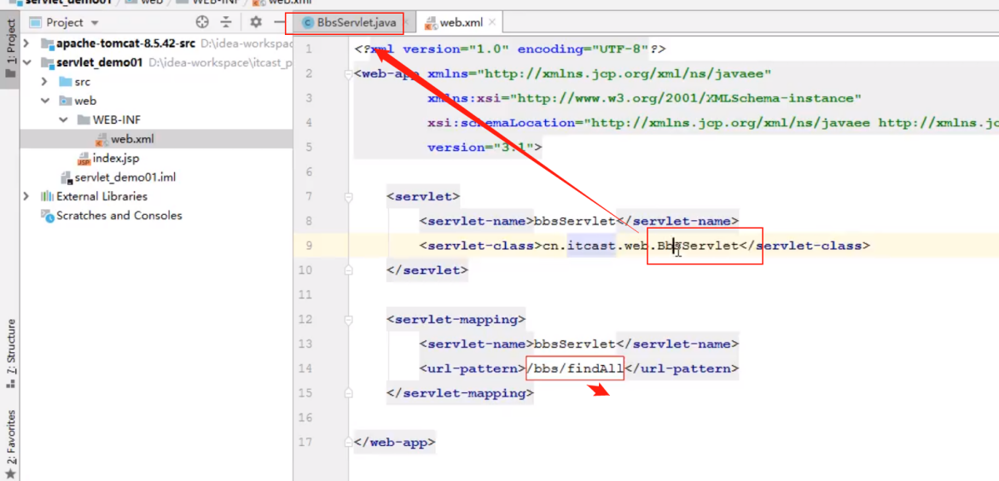 servlet_demo01 web WEB-INF web.xml
Project
BbsServlet.java
web.xml
1: Project
apache-tomcat-8.5.42-src D:\idea-workspac
servlet_demo01 D:\idea-workspace\itcast_p
src
web
WEB-INF
web.xml
index.jsp
servlet_demo01.iml
External Libraries
Scratches and Consoles
7: Structure
2: Favorites
1 <?xml version="1.0" encoding="UTF-8"?>
2 <web-app xmlns="http://xmlns.jcp.org/xml/ns/javaee"
3 xmlns:xsi="http://www.w3.org/2001/XMLSchema-instance"
4 xsi:schemaLocation="http://xmlns.jcp.org/xml/ns/javaee http://xmlns.jc
5 version="3.1">
6
7 <servlet>
8 <servlet-name>bbsServlet</servlet-name>
9 <servlet-class>cn.itcast.web.BbsServlet</servlet-class>
10 </servlet>
11
12 <servlet-mapping>
13 <servlet-name>bbsServlet</servlet-name>
14 <url-pattern>/bbs/findAll</url-pattern>
15 </servlet-mapping>
16
17 </web-app>